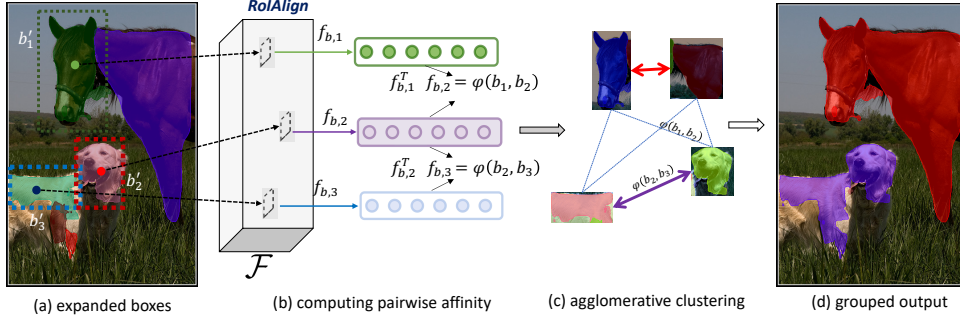 RoIAlign
b′₁
b′₂
b′₃
f_{b,1}
f_{b,2}
f_{b,3}
f^T_{b,1} f_{b,2} = φ(b₁, b₂)
f^T_{b,2} f_{b,3} = φ(b₂, b₃)
φ(b₁, b₂)
φ(b₂, b₃)
ℱ
(a) expanded boxes
(b) computing pairwise affinity
(c) agglomerative clustering
(d) grouped output